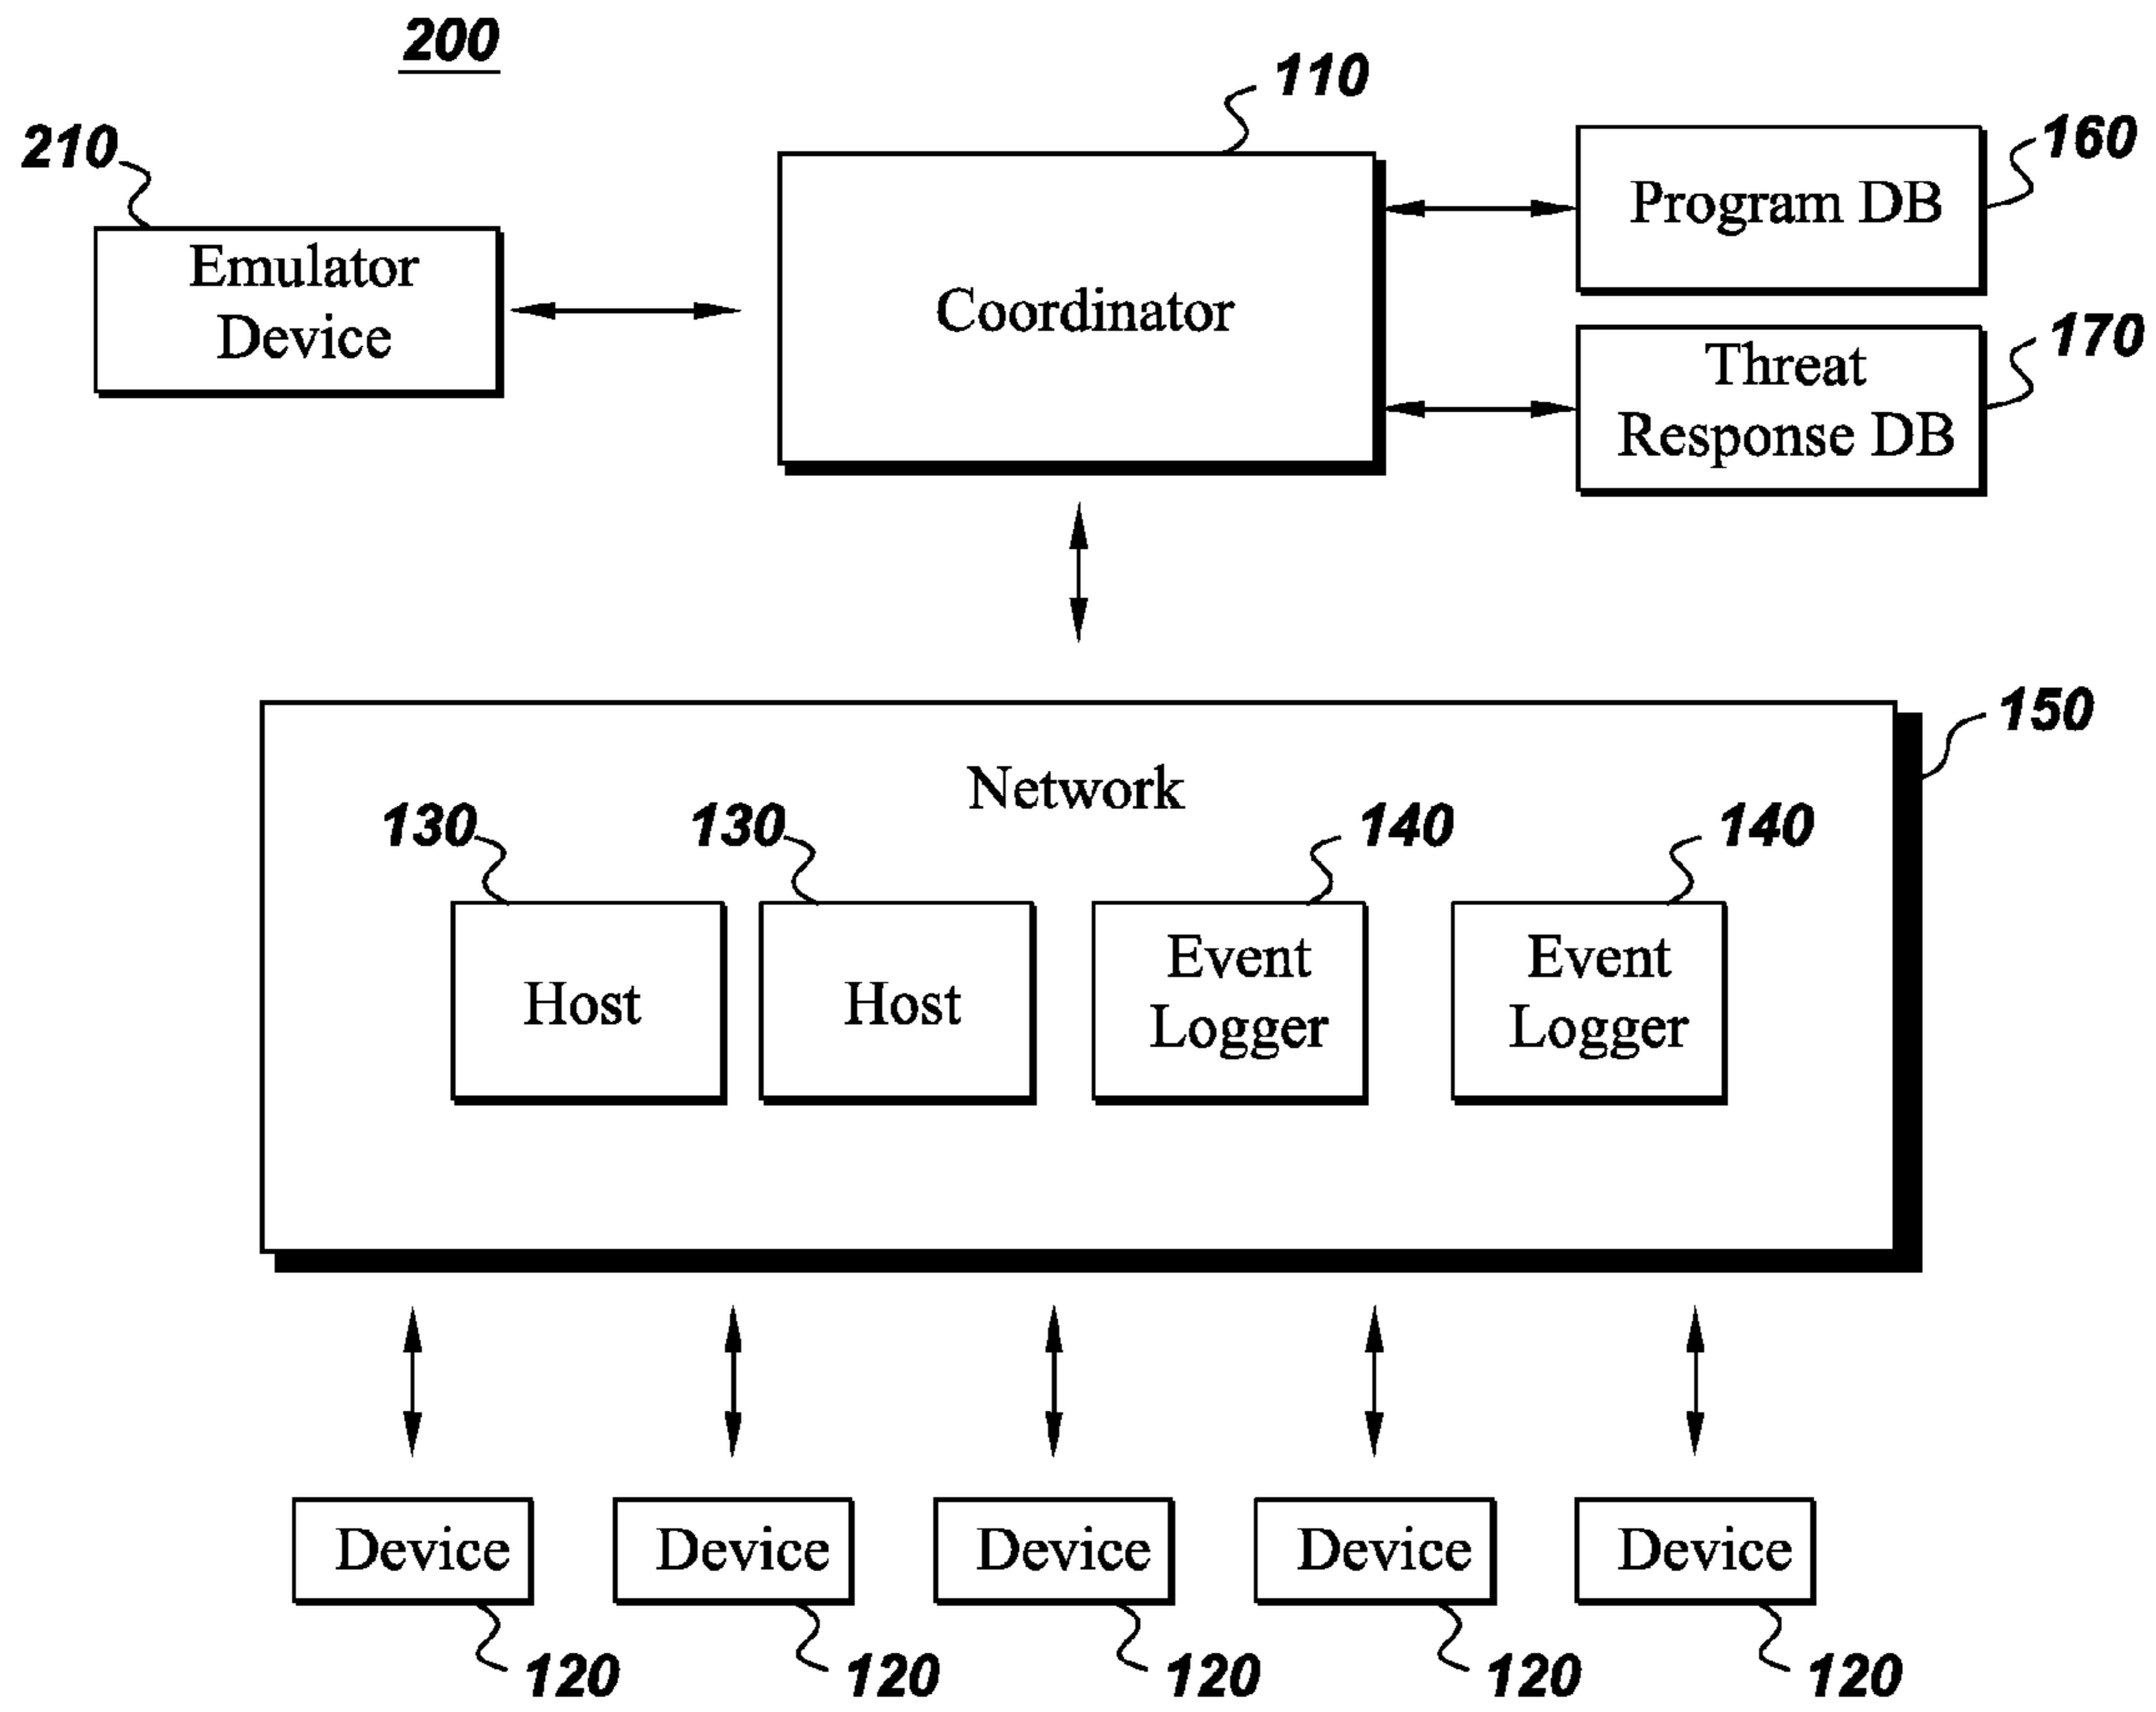 200
110
210
160
Program DB
Emulator
Device
Coordinator
170
Threat
Response DB
150
Network
130
130
140
140
Host
Host
Event
Logger
Event
Logger
Device
Device
Device
Device
Device
120
120
120
120
120